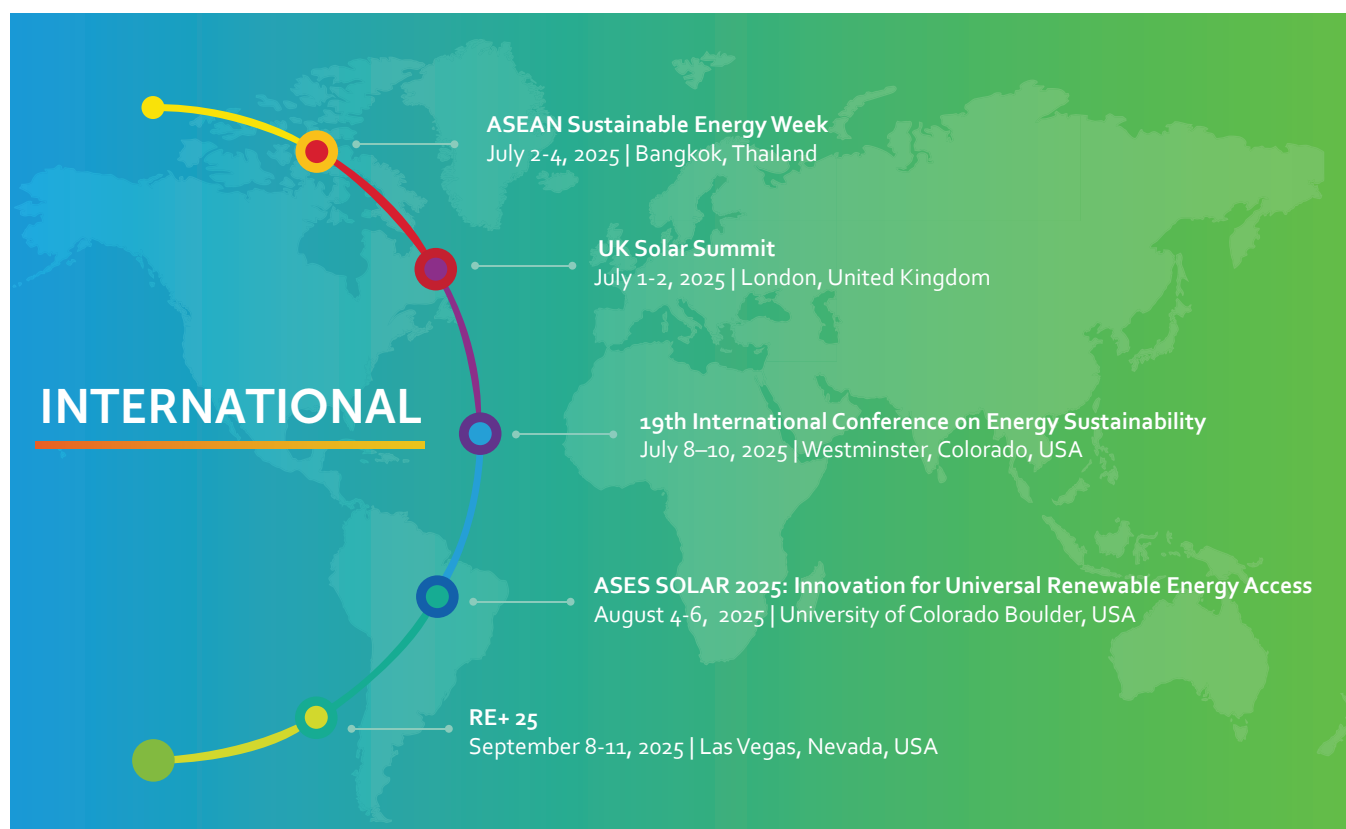 ASEAN Sustainable Energy Week
July 2-4, 2025 | Bangkok, Thailand
UK Solar Summit
July 1-2, 2025 | London, United Kingdom
INTERNATIONAL
19th International Conference on Energy Sustainability
July 8–10, 2025 | Westminster, Colorado, USA
ASES SOLAR 2025: Innovation for Universal Renewable Energy Access
August 4-6, 2025 | University of Colorado Boulder, USA
RE+ 25
September 8-11, 2025 | Las Vegas, Nevada, USA